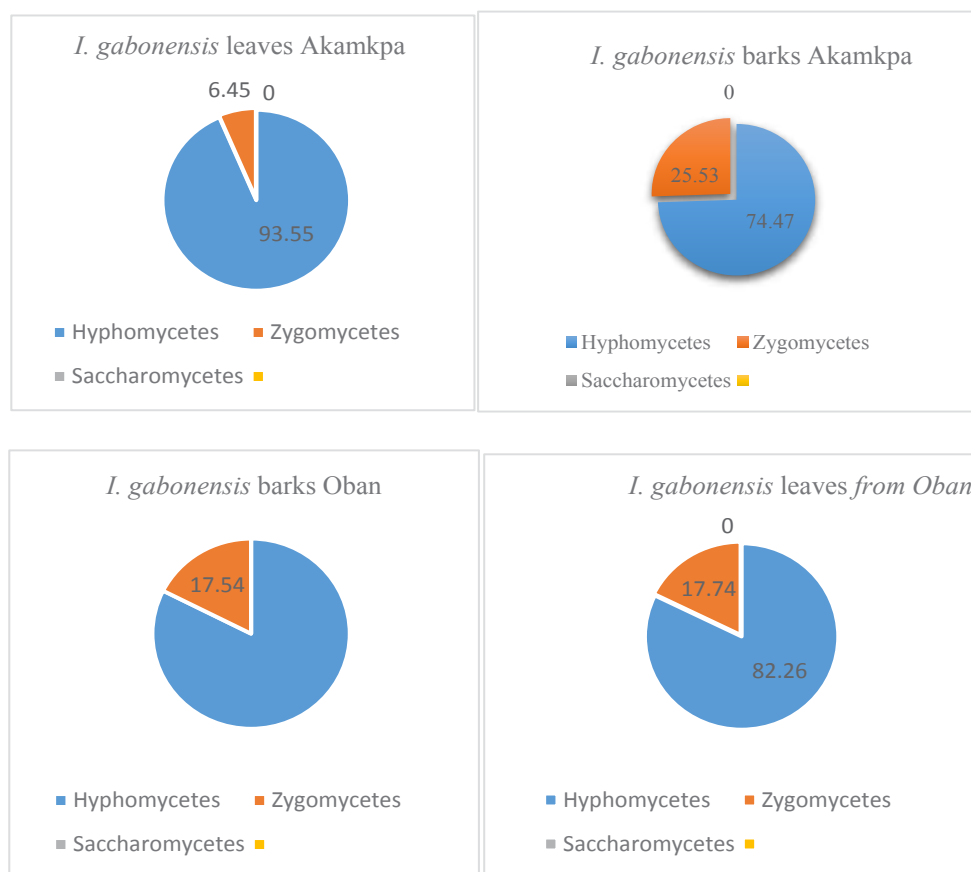 I. gabonensis leaves Akamkpa
6.45 0
93.55
Hyphomycetes Zygomycetes
Saccharomycetes
I. gabonensis barks Akamkpa
0
25.53
74.47
Hyphomycetes Zygomycetes
Saccharomycetes
I. gabonensis barks Oban
17.54
Hyphomycetes Zygomycetes
Saccharomycetes
I. gabonensis leaves from Oban
0
17.74
82.26
Hyphomycetes Zygomycetes
Saccharomycetes